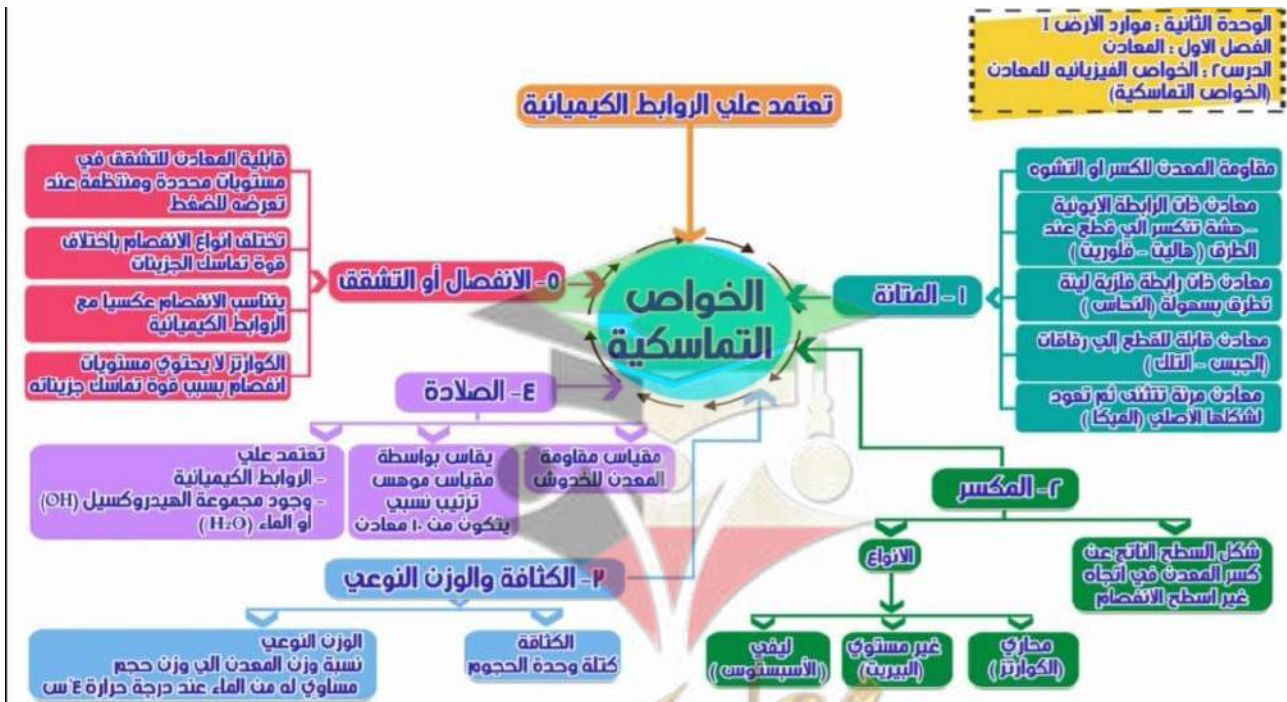 الوحدة الثانية : موارد الارض I
الفصل الاول : المعادن
الدرس٢ : الخواص الفيزيائيه للمعادن
(الخواص التماسكية)
تعتمد علي الروابط الكيميائية
الخواص
التماسكية
١- المتانة
مقاومة المعدن للكسر او التشوه
معادن ذات الرابطة الايونية
– هشة تنكسر الي قطع عند
الطرق ( هاليت – فلوريت )
معادن ذات رابطة فلزية لينة
تطرق بسهولة (النحاس )
معادن قابلة للقطع إلي رقاقات
(الجبس – التلك )
معادن مرنة تتثنى ثم تعود
لشكلها الأصلي (الميكا )
٢- المكسر
شكل السطح الناتج عن
كسر المعدن في اتجاه
غير اسطح الانفصام
الانواع
محاري
(الكوارتز)
غير مستوي
(البيريت)
ليفي
(الأسبستوس )
٣- الكثافة والوزن النوعي
الكثافة
كتلة وحدة الحجوم
الوزن النوعي
نسبة وزن المعدن الي وزن حجم
مساوي له من الماء عند درجة حرارة ٤°س
٤- الصلادة
مقياس مقاومة
المعدن للخدوش
يقاس بواسطة
مقياس موهس
ترتيب نسبي
يتكون من ١٠ معادن
تعتمد علي
– الروابط الكيميائية
– وجود مجموعة الهيدروكسيل (OH)
أو الماء (H₂O )
٥- الانفصال أو التشقق
قابلية المعادن للتشقق في
مستويات محددة ومنتظمة عند
تعرضه للضغط
تختلف انواع الانفصام باختلاف
قوة تماسك الجزيئات
يتناسب الانفصام عكسيا مع
الروابط الكيميائية
الكوارتز لا يحتوي مستويات
انفصام بسبب قوة تماسك جزيئاته